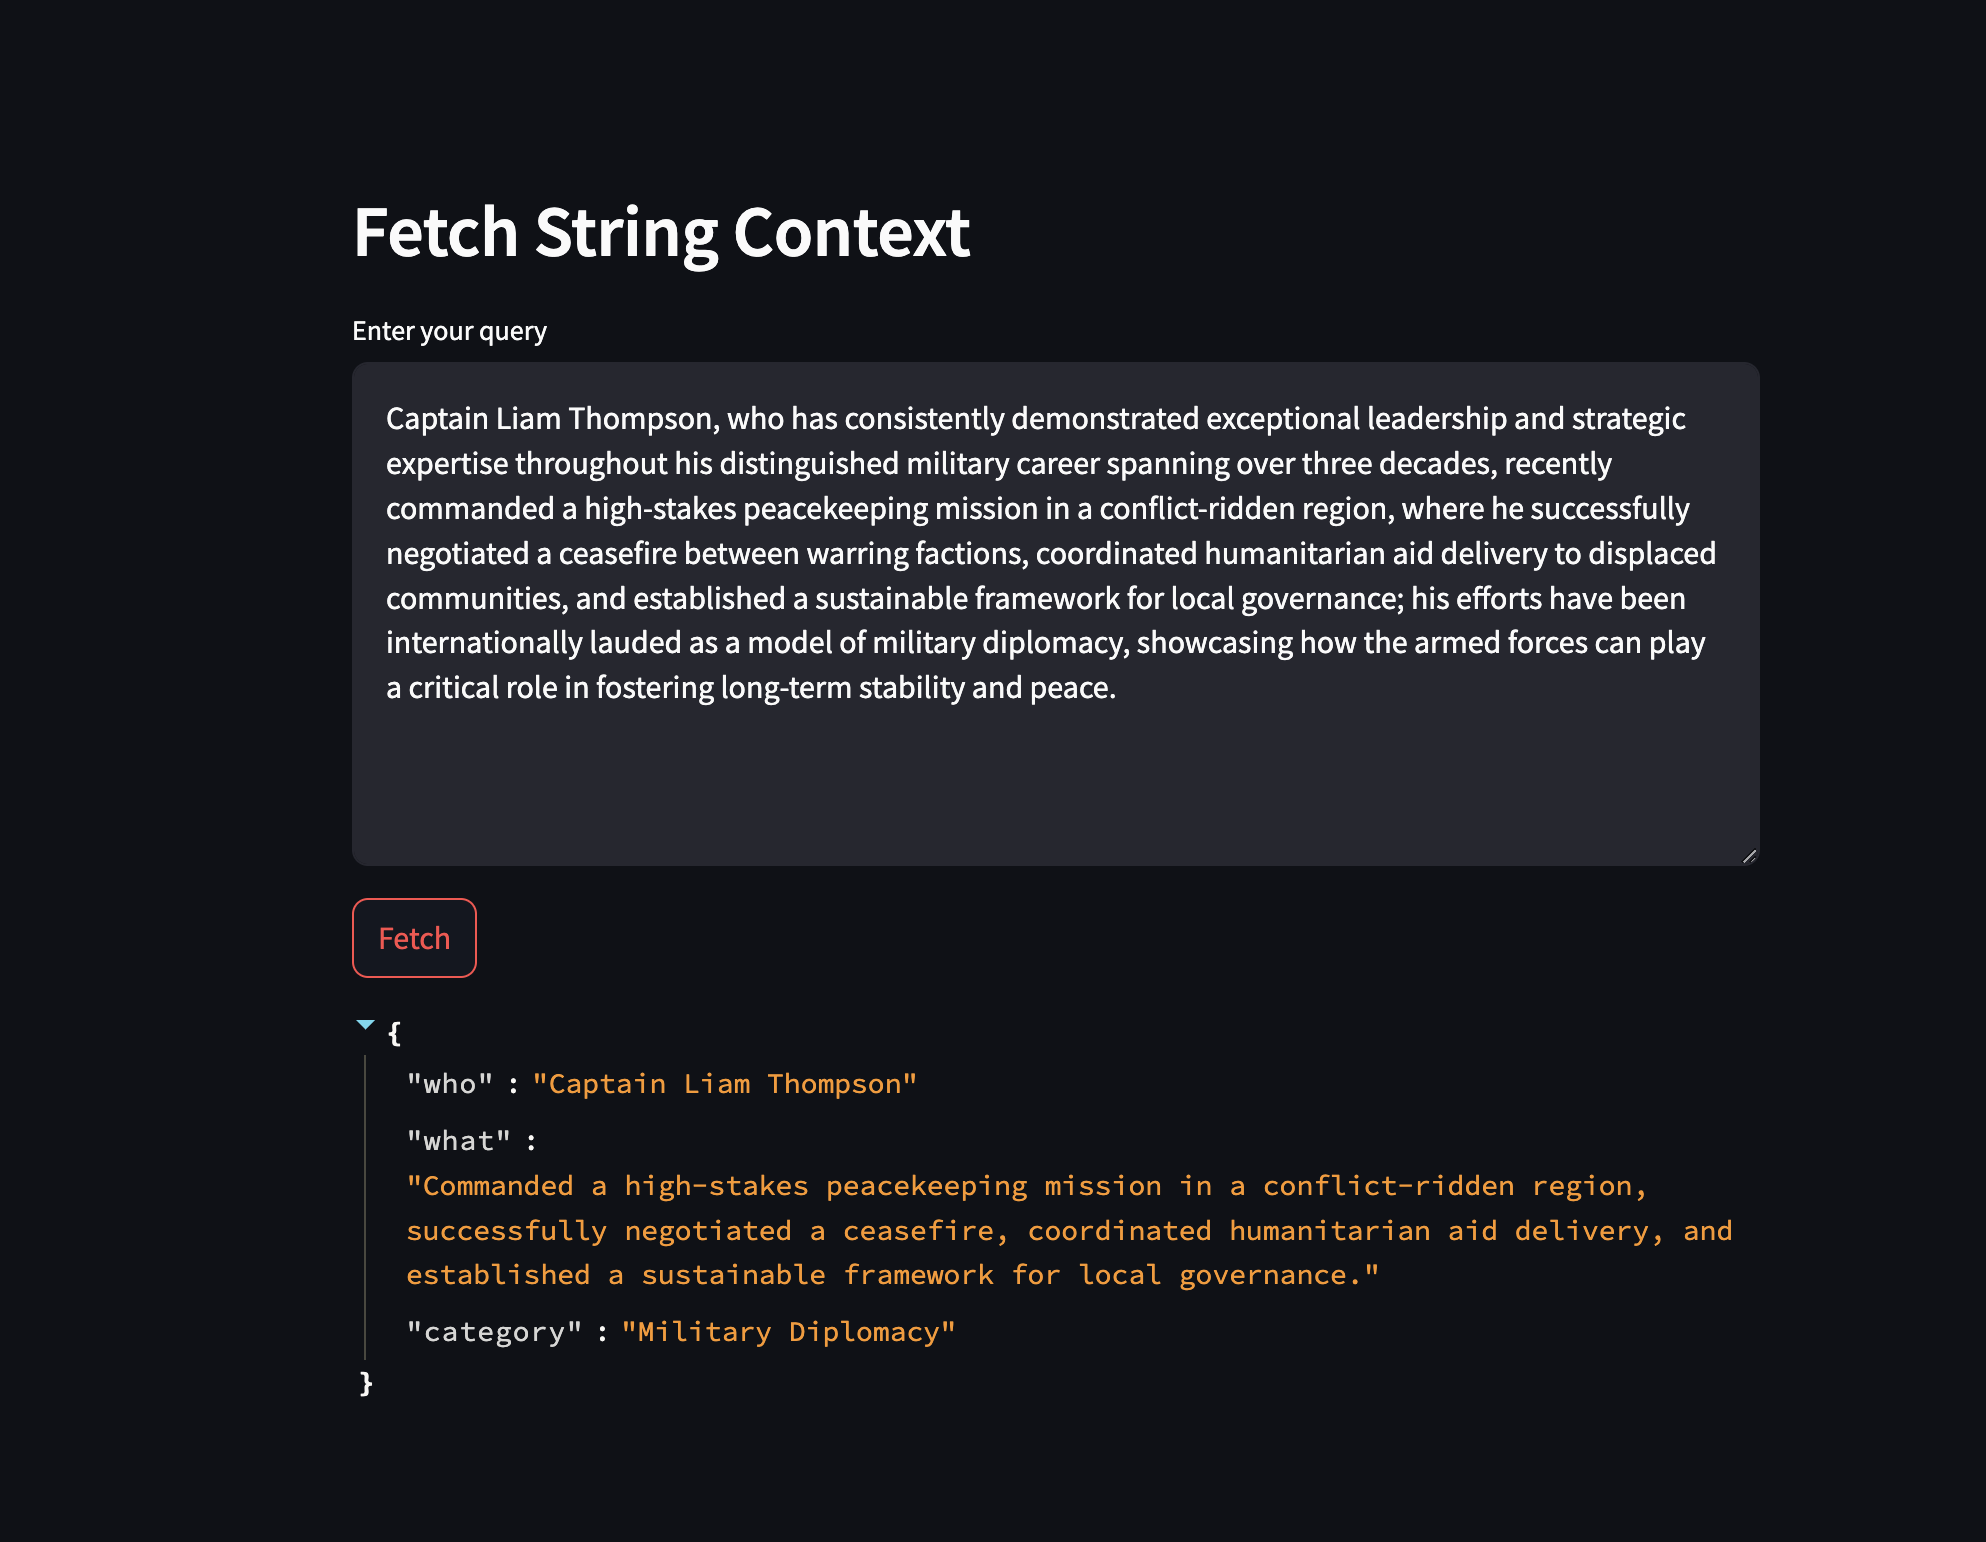 Fetch String Context
Enter your query
Captain Liam Thompson, who has consistently demonstrated exceptional leadership and strategic
expertise throughout his distinguished military career spanning over three decades, recently
commanded a high-stakes peacekeeping mission in a conflict-ridden region, where he successfully
negotiated a ceasefire between warring factions, coordinated humanitarian aid delivery to displaced
communities, and established a sustainable framework for local governance; his efforts have been
internationally lauded as a model of military diplomacy, showcasing how the armed forces can play
a critical role in fostering long-term stability and peace.
Fetch
{
"who" : "Captain Liam Thompson"
"what" :
"Commanded a high-stakes peacekeeping mission in a conflict-ridden region,
successfully negotiated a ceasefire, coordinated humanitarian aid delivery, and
established a sustainable framework for local governance."
"category" : "Military Diplomacy"
}